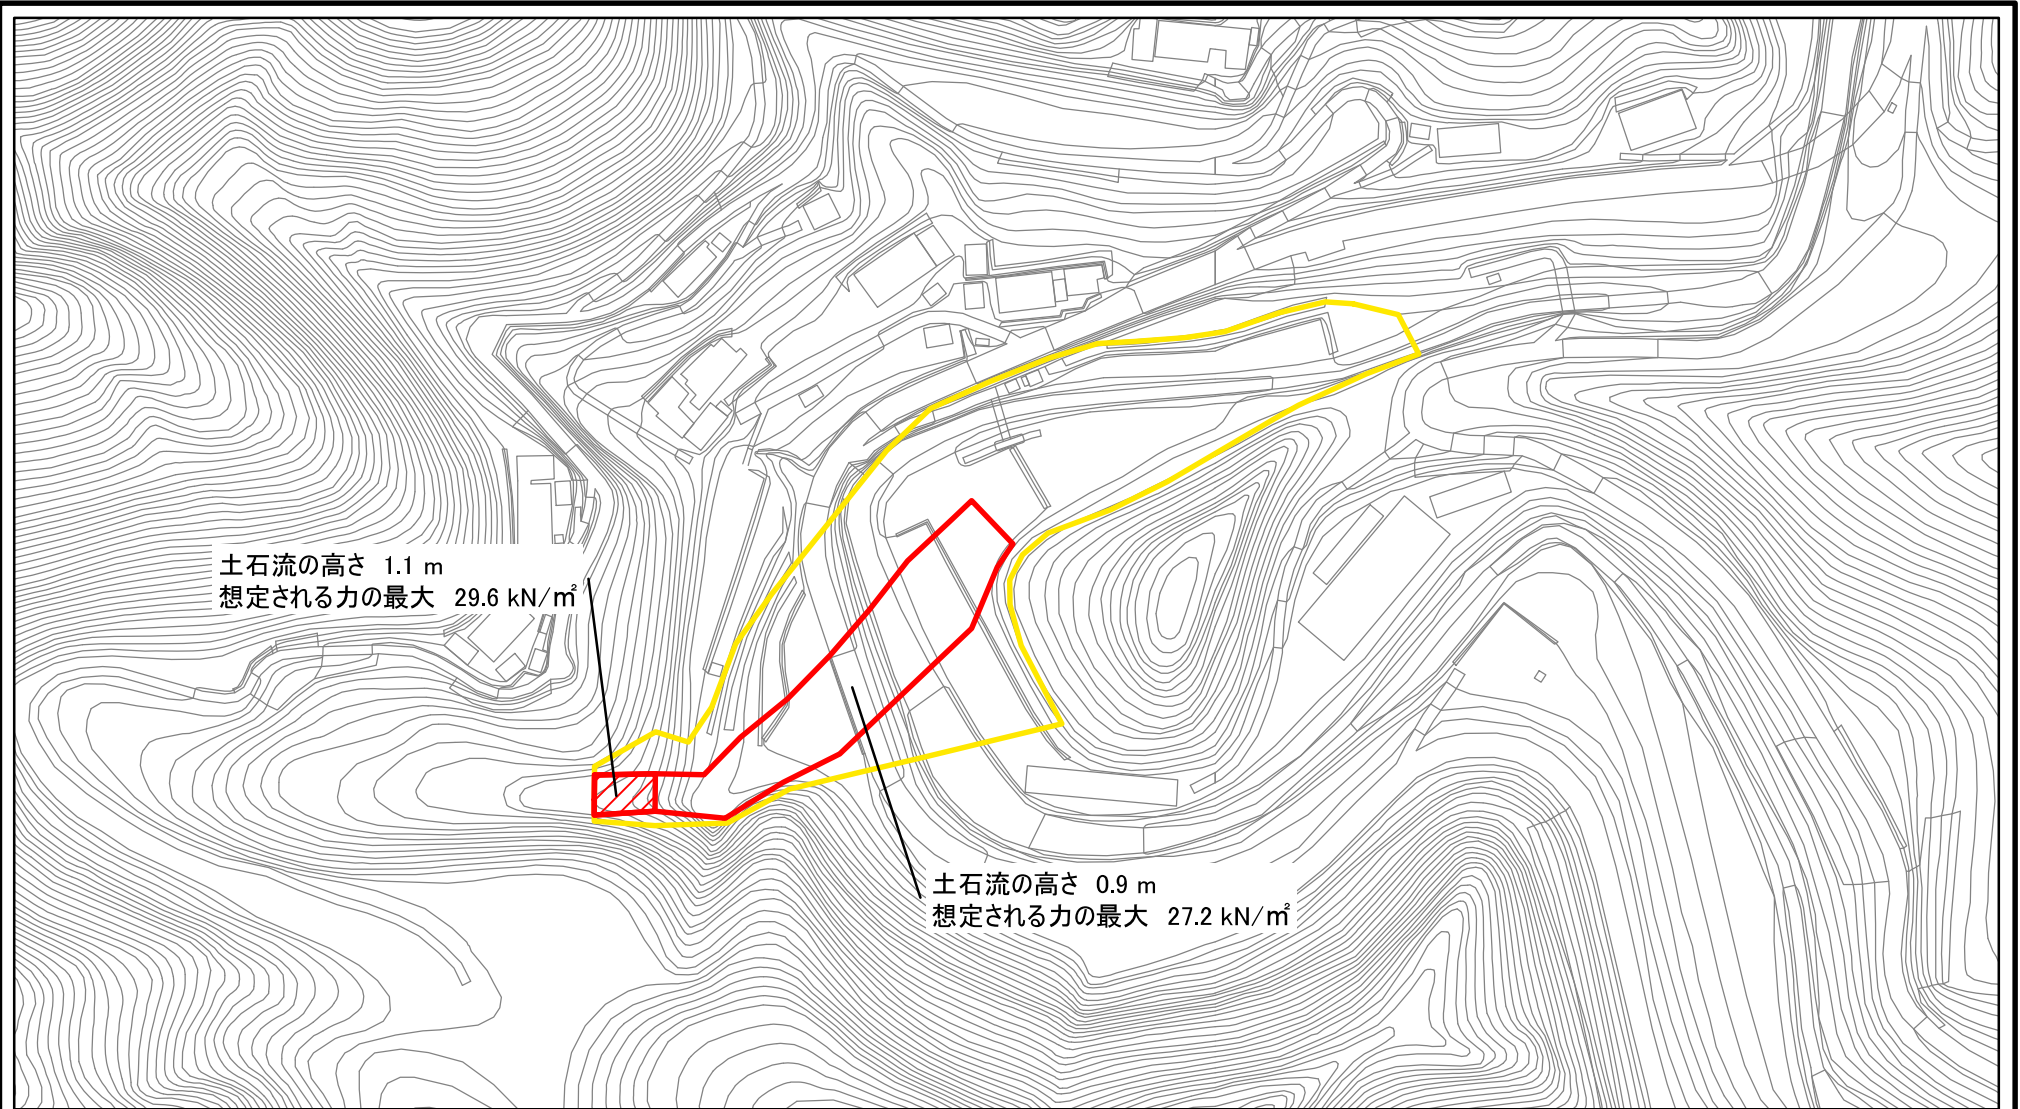 土石流の高さ 1.1 m
想定される力の最大 29.6 kN/㎡
土石流の高さ 0.9 m
想定される力の最大 27.2 kN/㎡